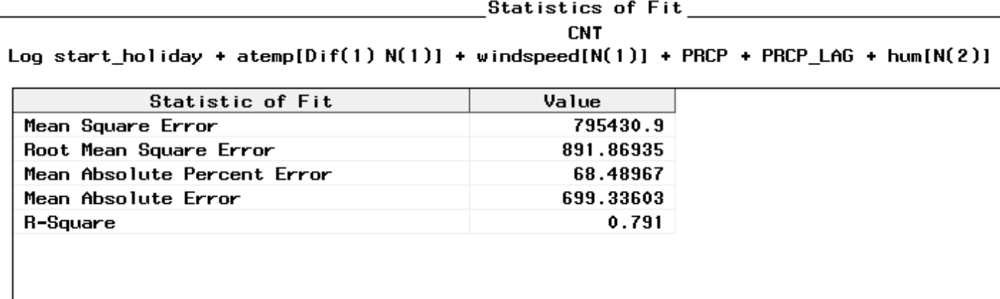 Statistics of Fit
CNT
Log start_holiday + atemp[Dif(1) N(1)] + windspeed[N(1)] + PRCP + PRCP_LAG + hum[N(2)]
Statistic of Fit Value
Mean Square Error 795430.9
Root Mean Square Error 891.86935
Mean Absolute Percent Error 68.48967
Mean Absolute Error 699.33603
R-Square 0.791